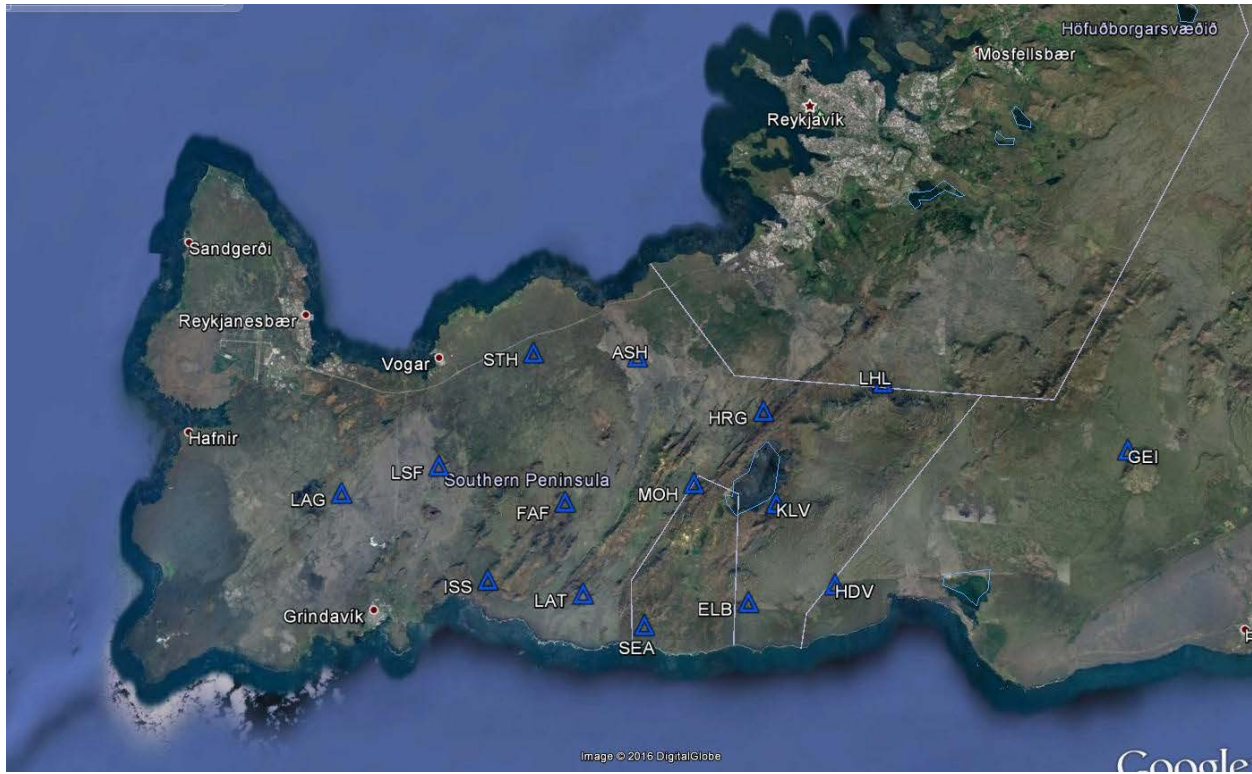 Höfuðborgarsvæðið
Mosfellsbær
Reykjavík
Sandgerði
Reykjanesbær
Vogar
STH
ASH
LHL
HRG
Hafnir
GEI
LSF
Southern Peninsula
LAG
MOH
FAF
KLV
ISS
LAT
HDV
ELB
Grindavík
SEA
Image © 2016 DigitalGlobe
Google